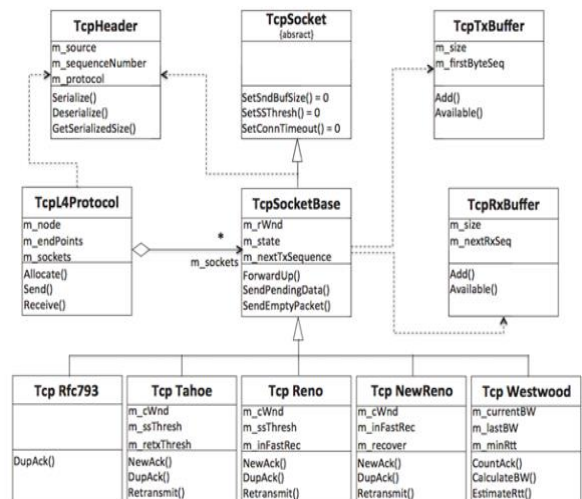 TcpHeader
m_source
m_sequenceNumber
m_protocol
Serialize()
Deserialize()
GetSerializedSize()
TcpSocket
{absract}
SetSndBufSize() = 0
SetSSThresh() = 0
SetConnTimeout() = 0
TcpTxBuffer
m_size
m_firstByteSeq
Add()
Available()
TcpL4Protocol
m_node
m_endPoints
m_sockets
Allocate()
Send()
Receive()
*
m_sockets
TcpSocketBase
m_rWnd
m_state
m_nextTxSequence
ForwardUp()
SendPendingData()
SendEmptyPacket()
TcpRxBuffer
m_size
m_nextRxSeq
Add()
Available()
Tcp Rfc793
DupAck()
Tcp Tahoe
m_cWnd
m_ssThresh
m_retxThresh
NewAck()
DupAck()
Retransmit()
Tcp Reno
m_cWnd
m_ssThresh
m_inFastRec
NewAck()
DupAck()
Retransmit()
Tcp NewReno
m_cWnd
m_inFastRec
m_recover
NewAck()
DupAck()
Retransmit()
Tcp Westwood
m_currentBW
m_lastBW
m_minRtt
CountAck()
CalculateBW()
EstimateRtt()